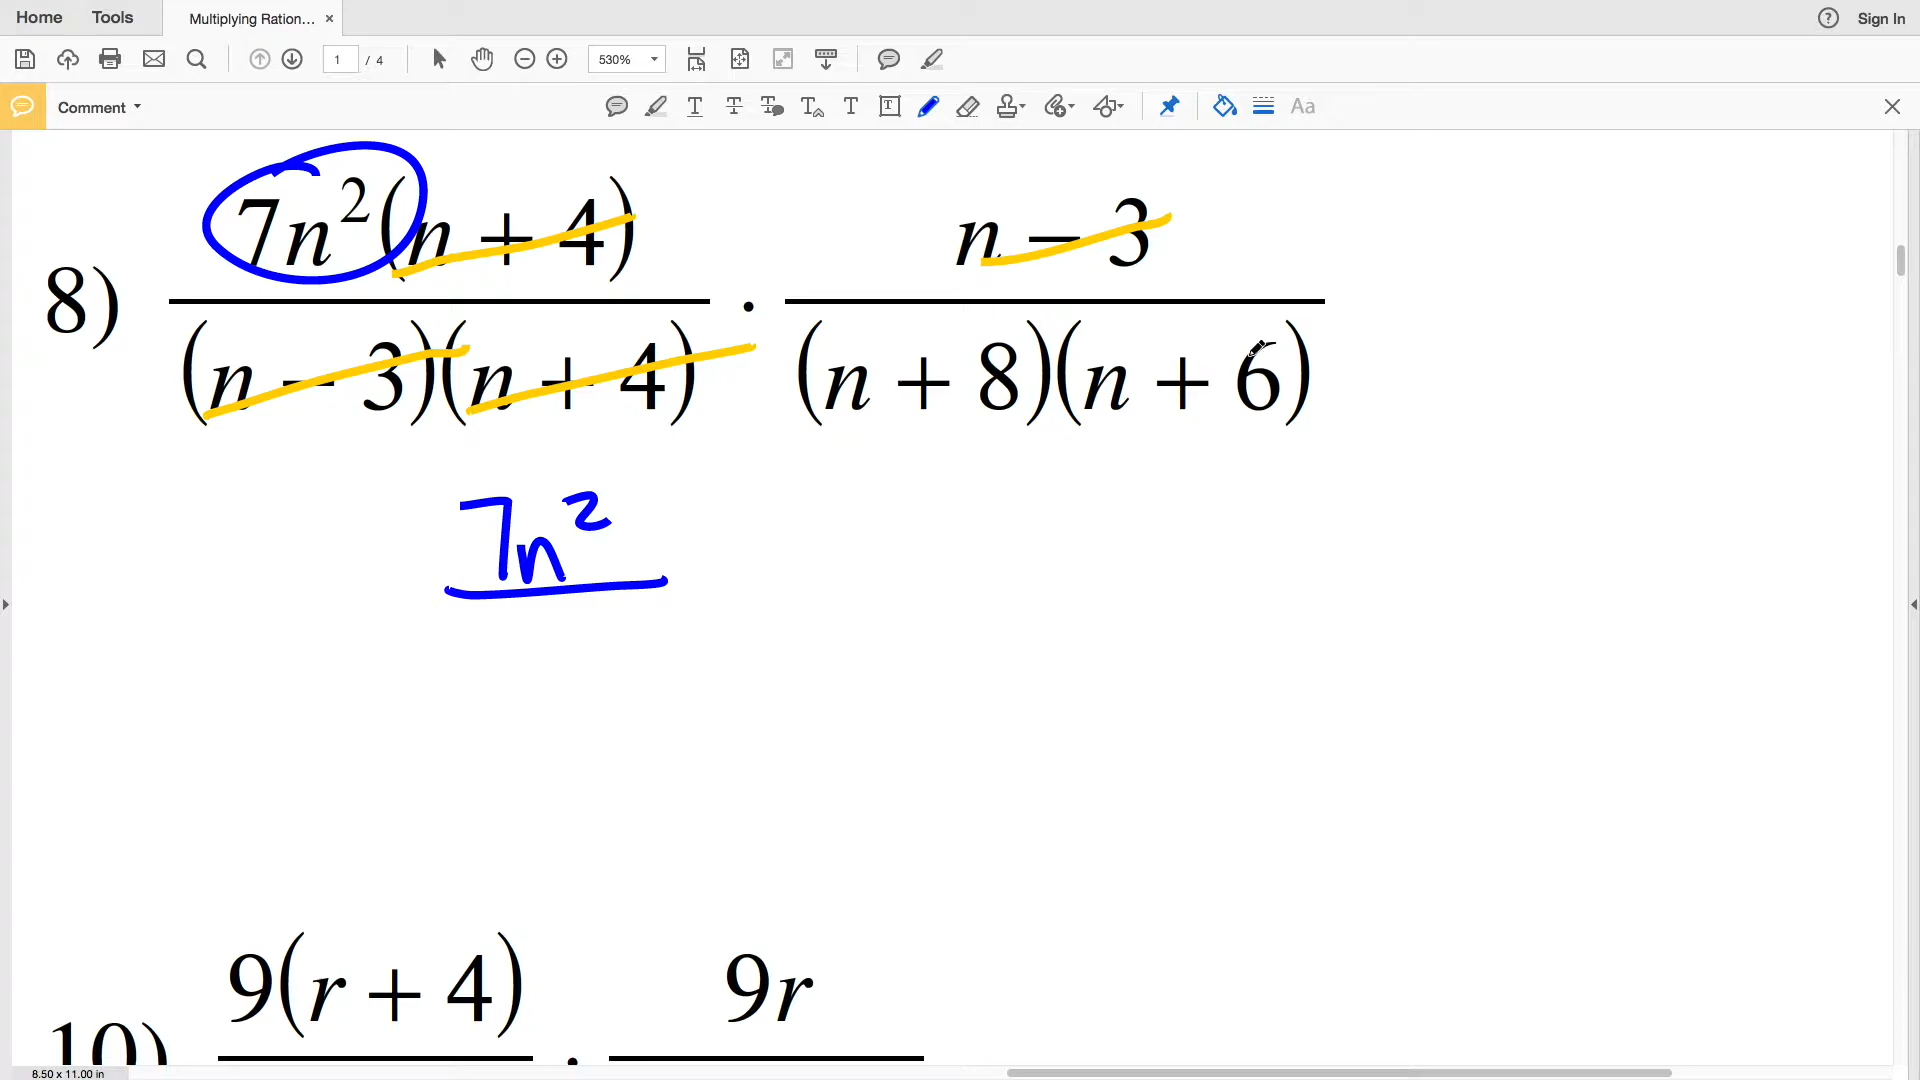 Home Tools Multiplying Ration... × ? Sign In
1 / 4 530%
Comment T T T T T T Aa
8) 7n²(n + 4) / (n − 3)(n + 4) · n − 3 / (n + 8)(n + 6)
7n²
10) 9(r + 4) · 9r
8.50 x 11.00 in